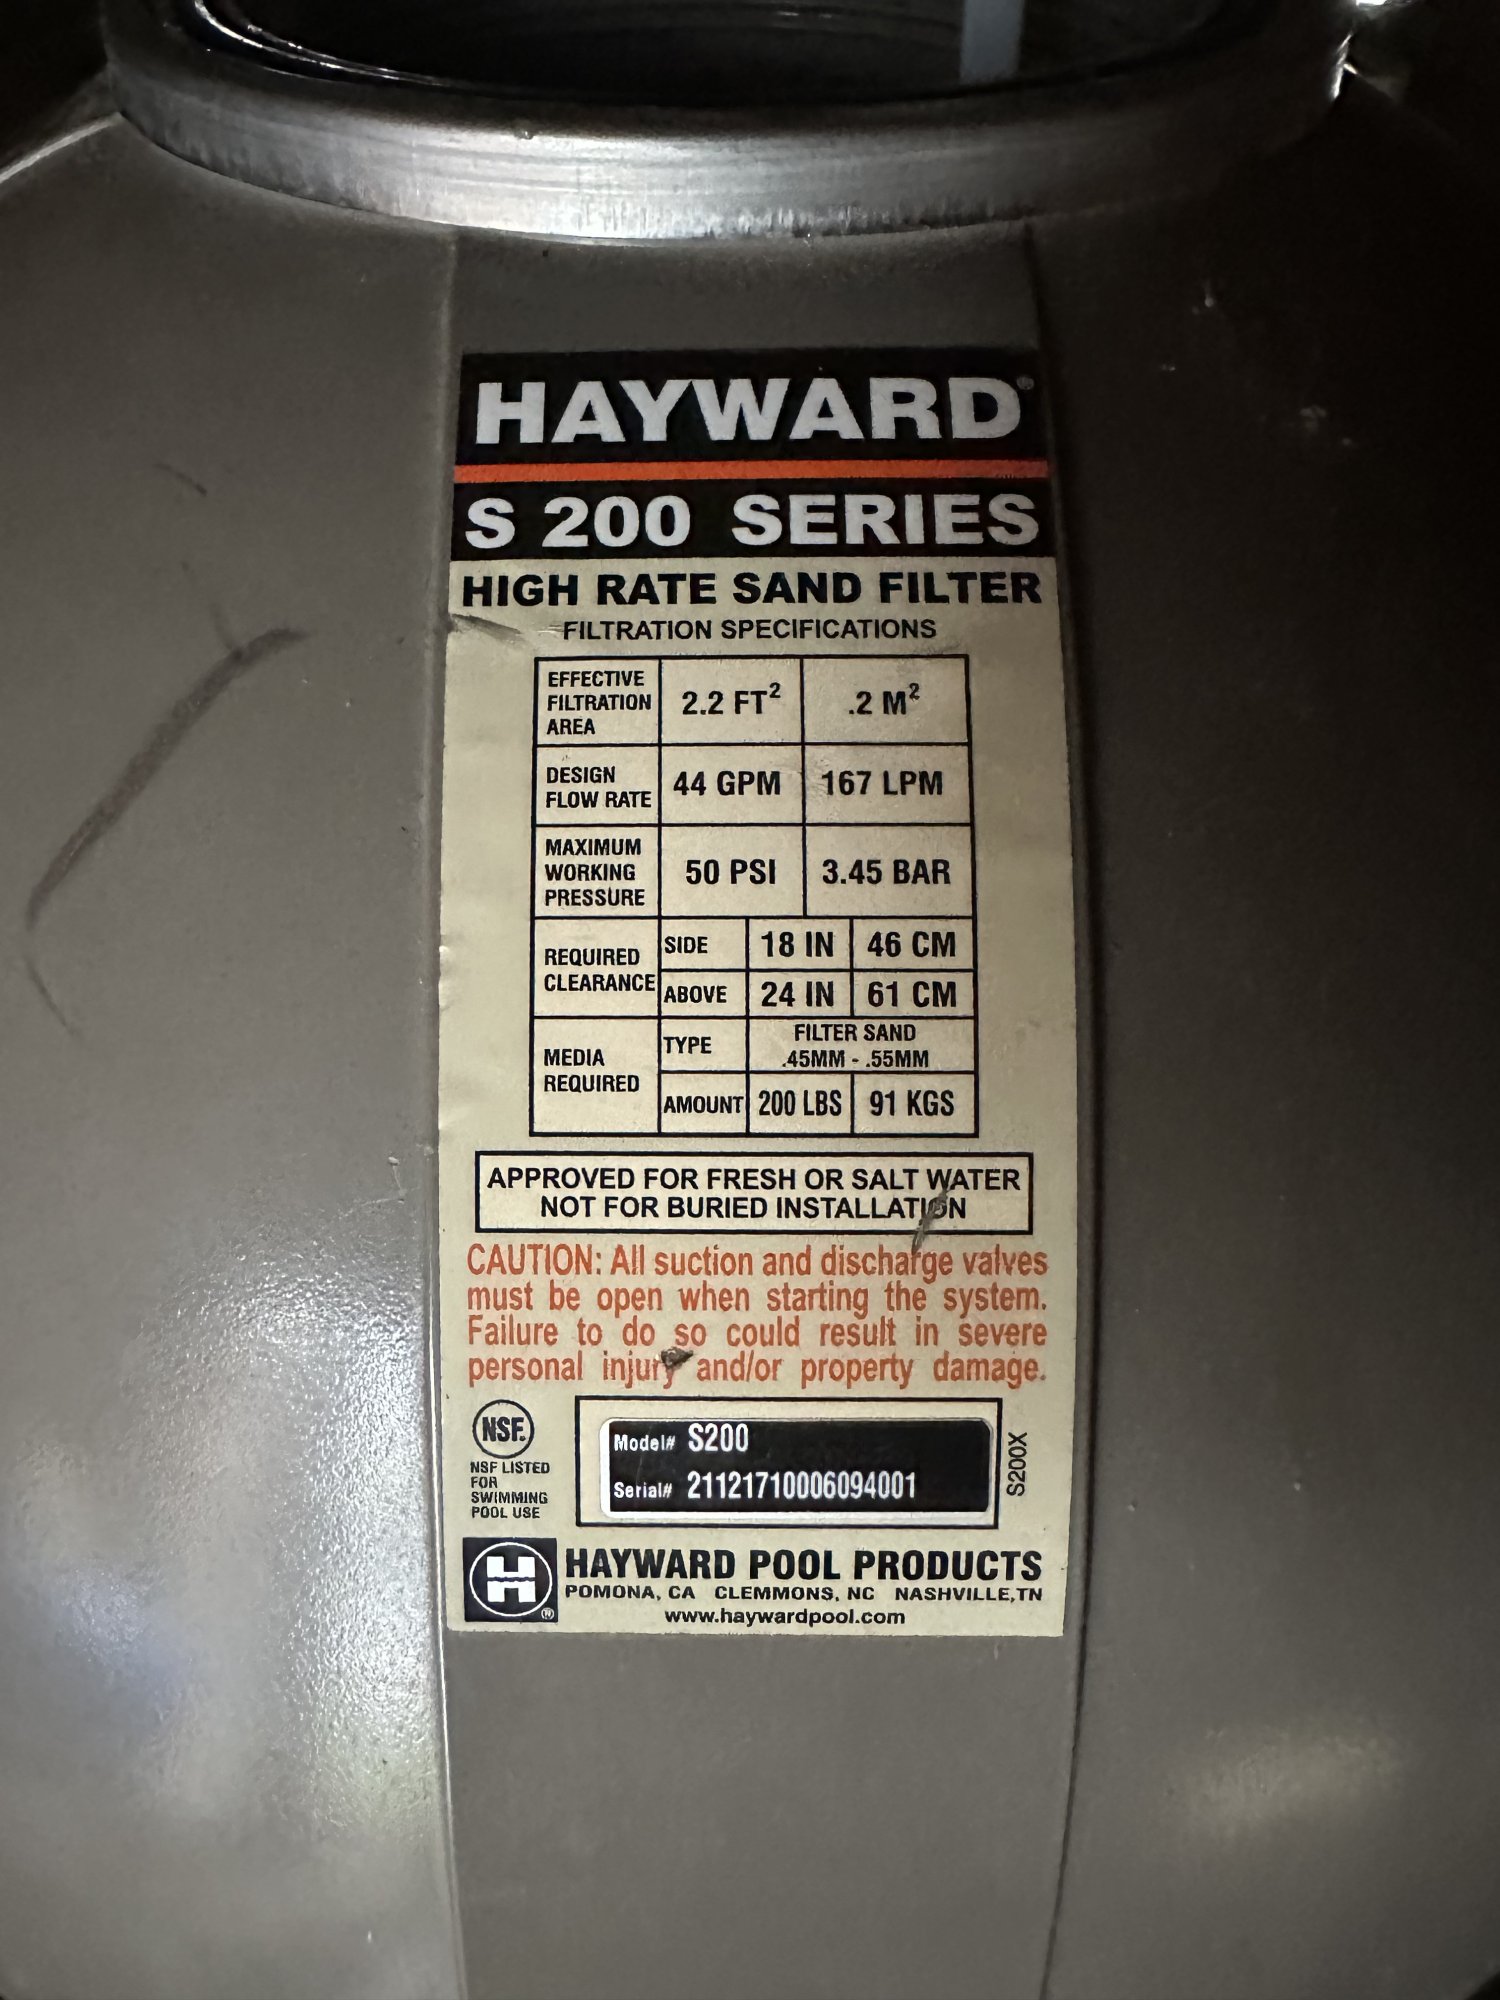 HAYWARD®
S 200 SERIES
HIGH RATE SAND FILTER
FILTRATION SPECIFICATIONS
EFFECTIVE
FILTRATION
AREA
2.2 FT²
.2 M²
DESIGN
FLOW RATE
44 GPM
167 LPM
MAXIMUM
WORKING
PRESSURE
50 PSI
3.45 BAR
REQUIRED
CLEARANCE
SIDE
18 IN
46 CM
ABOVE
24 IN
61 CM
MEDIA
REQUIRED
TYPE
FILTER SAND
.45MM - .55MM
AMOUNT
200 LBS
91 KGS
APPROVED FOR FRESH OR SALT WATER
NOT FOR BURIED INSTALLATION
CAUTION: All suction and discharge valves
must be open when starting the system.
Failure to do so could result in severe
personal injury and/or property damage.
NSF.
NSF LISTED
FOR
SWIMMING
POOL USE
Model# S200
Serial# 21121710006094001
S200X
H®
HAYWARD POOL PRODUCTS
POMONA, CA CLEMMONS, NC NASHVILLE,TN
www.haywardpool.com